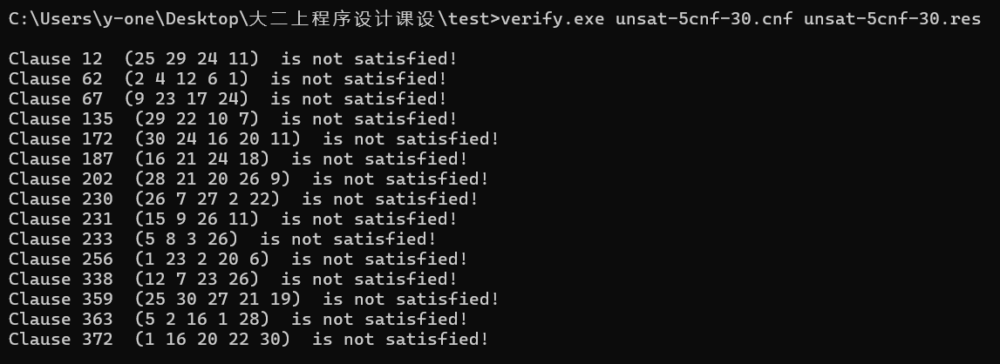 C:\Users\y-one\Desktop\大二上程序设计课设\test>verify.exe unsat-5cnf-30.cnf unsat-5cnf-30.res
Clause 12  (25 29 24 11)  is not satisfied!
Clause 62  (2 4 12 6 1)  is not satisfied!
Clause 67  (9 23 17 24)  is not satisfied!
Clause 135  (29 22 10 7)  is not satisfied!
Clause 172  (30 24 16 20 11)  is not satisfied!
Clause 187  (16 21 24 18)  is not satisfied!
Clause 202  (28 21 20 26 9)  is not satisfied!
Clause 230  (26 7 27 2 22)  is not satisfied!
Clause 231  (15 9 26 11)  is not satisfied!
Clause 233  (5 8 3 26)  is not satisfied!
Clause 256  (1 23 2 20 6)  is not satisfied!
Clause 338  (12 7 23 26)  is not satisfied!
Clause 359  (25 30 27 21 19)  is not satisfied!
Clause 363  (5 2 16 1 28)  is not satisfied!
Clause 372  (1 16 20 22 30)  is not satisfied!